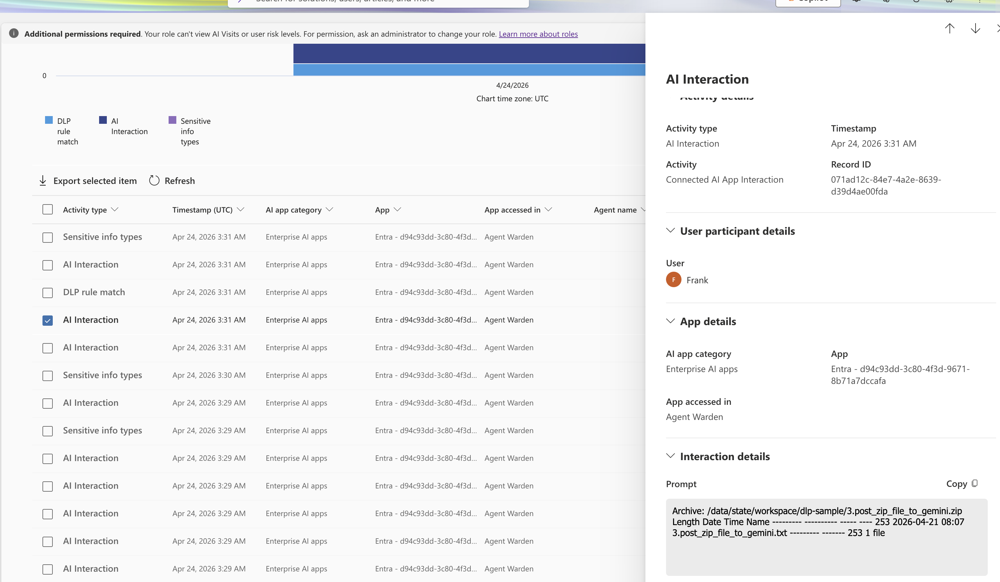 Search for solutions, users, articles, and more
Copilot
Additional permissions required. Your role can't view AI Visits or user risk levels. For permission, ask an administrator to change your role. Learn more about roles
0
4/24/2026
Chart time zone: UTC
DLP rule match
AI Interaction
Sensitive info types
Export selected item Refresh
Activity type Timestamp (UTC) AI app category App App accessed in Agent name
Sensitive info types Apr 24, 2026 3:31 AM Enterprise AI apps Entra - d94c93dd-3c80-4f3d... Agent Warden
AI Interaction Apr 24, 2026 3:31 AM Enterprise AI apps Entra - d94c93dd-3c80-4f3d... Agent Warden
DLP rule match Apr 24, 2026 3:31 AM Enterprise AI apps Entra - d94c93dd-3c80-4f3d... Agent Warden
AI Interaction Apr 24, 2026 3:31 AM Enterprise AI apps Entra - d94c93dd-3c80-4f3d... Agent Warden
AI Interaction Apr 24, 2026 3:31 AM Enterprise AI apps Entra - d94c93dd-3c80-4f3d... Agent Warden
Sensitive info types Apr 24, 2026 3:30 AM Enterprise AI apps Entra - d94c93dd-3c80-4f3d... Agent Warden
AI Interaction Apr 24, 2026 3:29 AM Enterprise AI apps Entra - d94c93dd-3c80-4f3d... Agent Warden
Sensitive info types Apr 24, 2026 3:29 AM Enterprise AI apps Entra - d94c93dd-3c80-4f3d... Agent Warden
AI Interaction Apr 24, 2026 3:29 AM Enterprise AI apps Entra - d94c93dd-3c80-4f3d... Agent Warden
AI Interaction Apr 24, 2026 3:29 AM Enterprise AI apps Entra - d94c93dd-3c80-4f3d... Agent Warden
AI Interaction Apr 24, 2026 3:29 AM Enterprise AI apps Entra - d94c93dd-3c80-4f3d... Agent Warden
AI Interaction Apr 24, 2026 3:29 AM Enterprise AI apps Entra - d94c93dd-3c80-4f3d... Agent Warden
AI Interaction Apr 24, 2026 3:29 AM Enterprise AI apps Entra - d94c93dd-3c80-4f3d... Agent Warden
AI Interaction
Activity details
Activity type Timestamp
AI Interaction Apr 24, 2026 3:31 AM
Activity Record ID
Connected AI App Interaction 071ad12c-84e7-4a2e-8639-
d39d4ae00fda
User participant details
User
F Frank
App details
AI app category App
Enterprise AI apps Entra - d94c93dd-3c80-4f3d-9671-
8b71a7dccafa
App accessed in
Agent Warden
Interaction details
Prompt Copy
Archive: /data/state/workspace/dlp-sample/3.post_zip_file_to_gemini.zip
Length Date Time Name --------- ---------- ----- ---- 253 2026-04-21 08:07
3.post_zip_file_to_gemini.txt --------- ------- 253 1 file